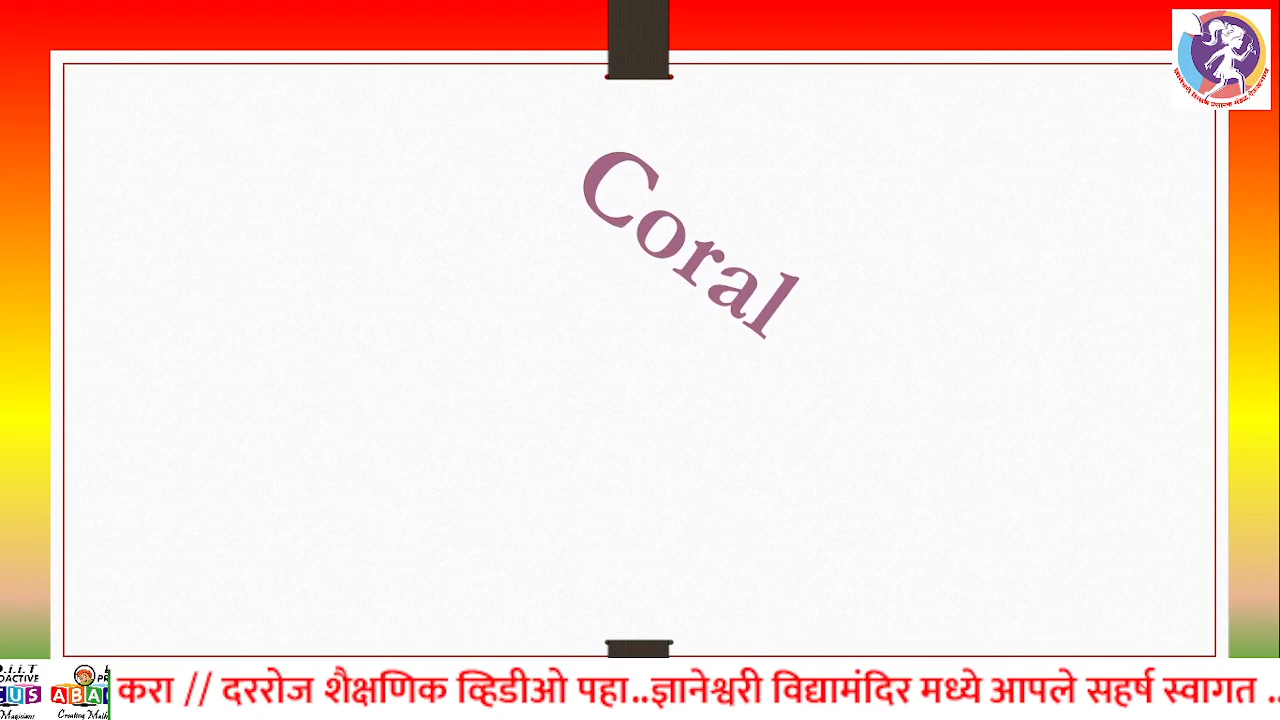 Coral
करा // दररोज शैक्षणिक व्हिडीओ पहा..ज्ञानेश्वरी विद्यामंदिर मध्ये आपले सहर्ष स्वागत ..